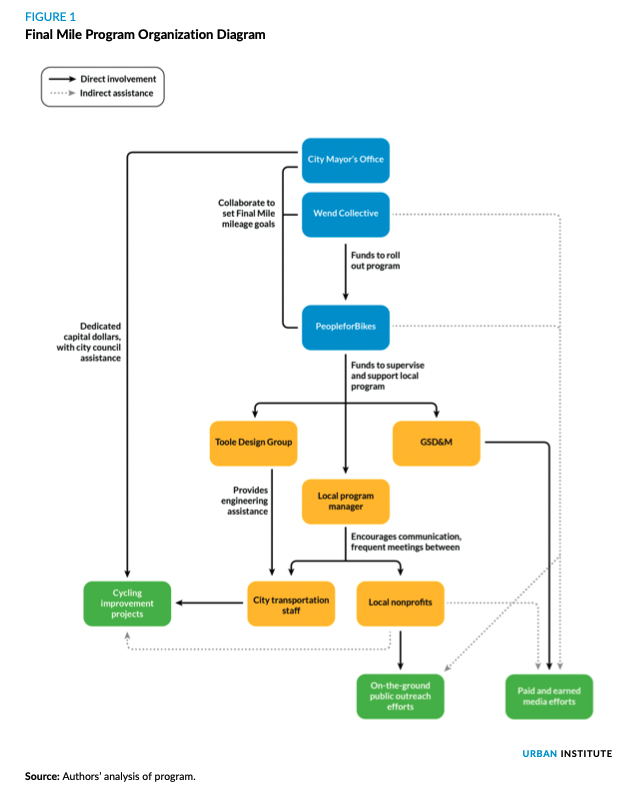 FIGURE 1
Final Mile Program Organization Diagram
Direct involvement
Indirect assistance
City Mayor's Office
Collaborate to
set Final Mile
mileage goals
Wend Collective
Funds to roll
out program
Dedicated
capital dollars,
with city council
assistance
PeopleforBikes
Funds to supervise
and support local
program
Toole Design Group
GSD&M
Provides
engineering
assistance
Local program
manager
Encourages communication,
frequent meetings between
Cycling
improvement
projects
City transportation
staff
Local nonprofits
On-the-ground
public outreach
efforts
Paid and earned
media efforts
URBAN INSTITUTE
Source: Authors' analysis of program.